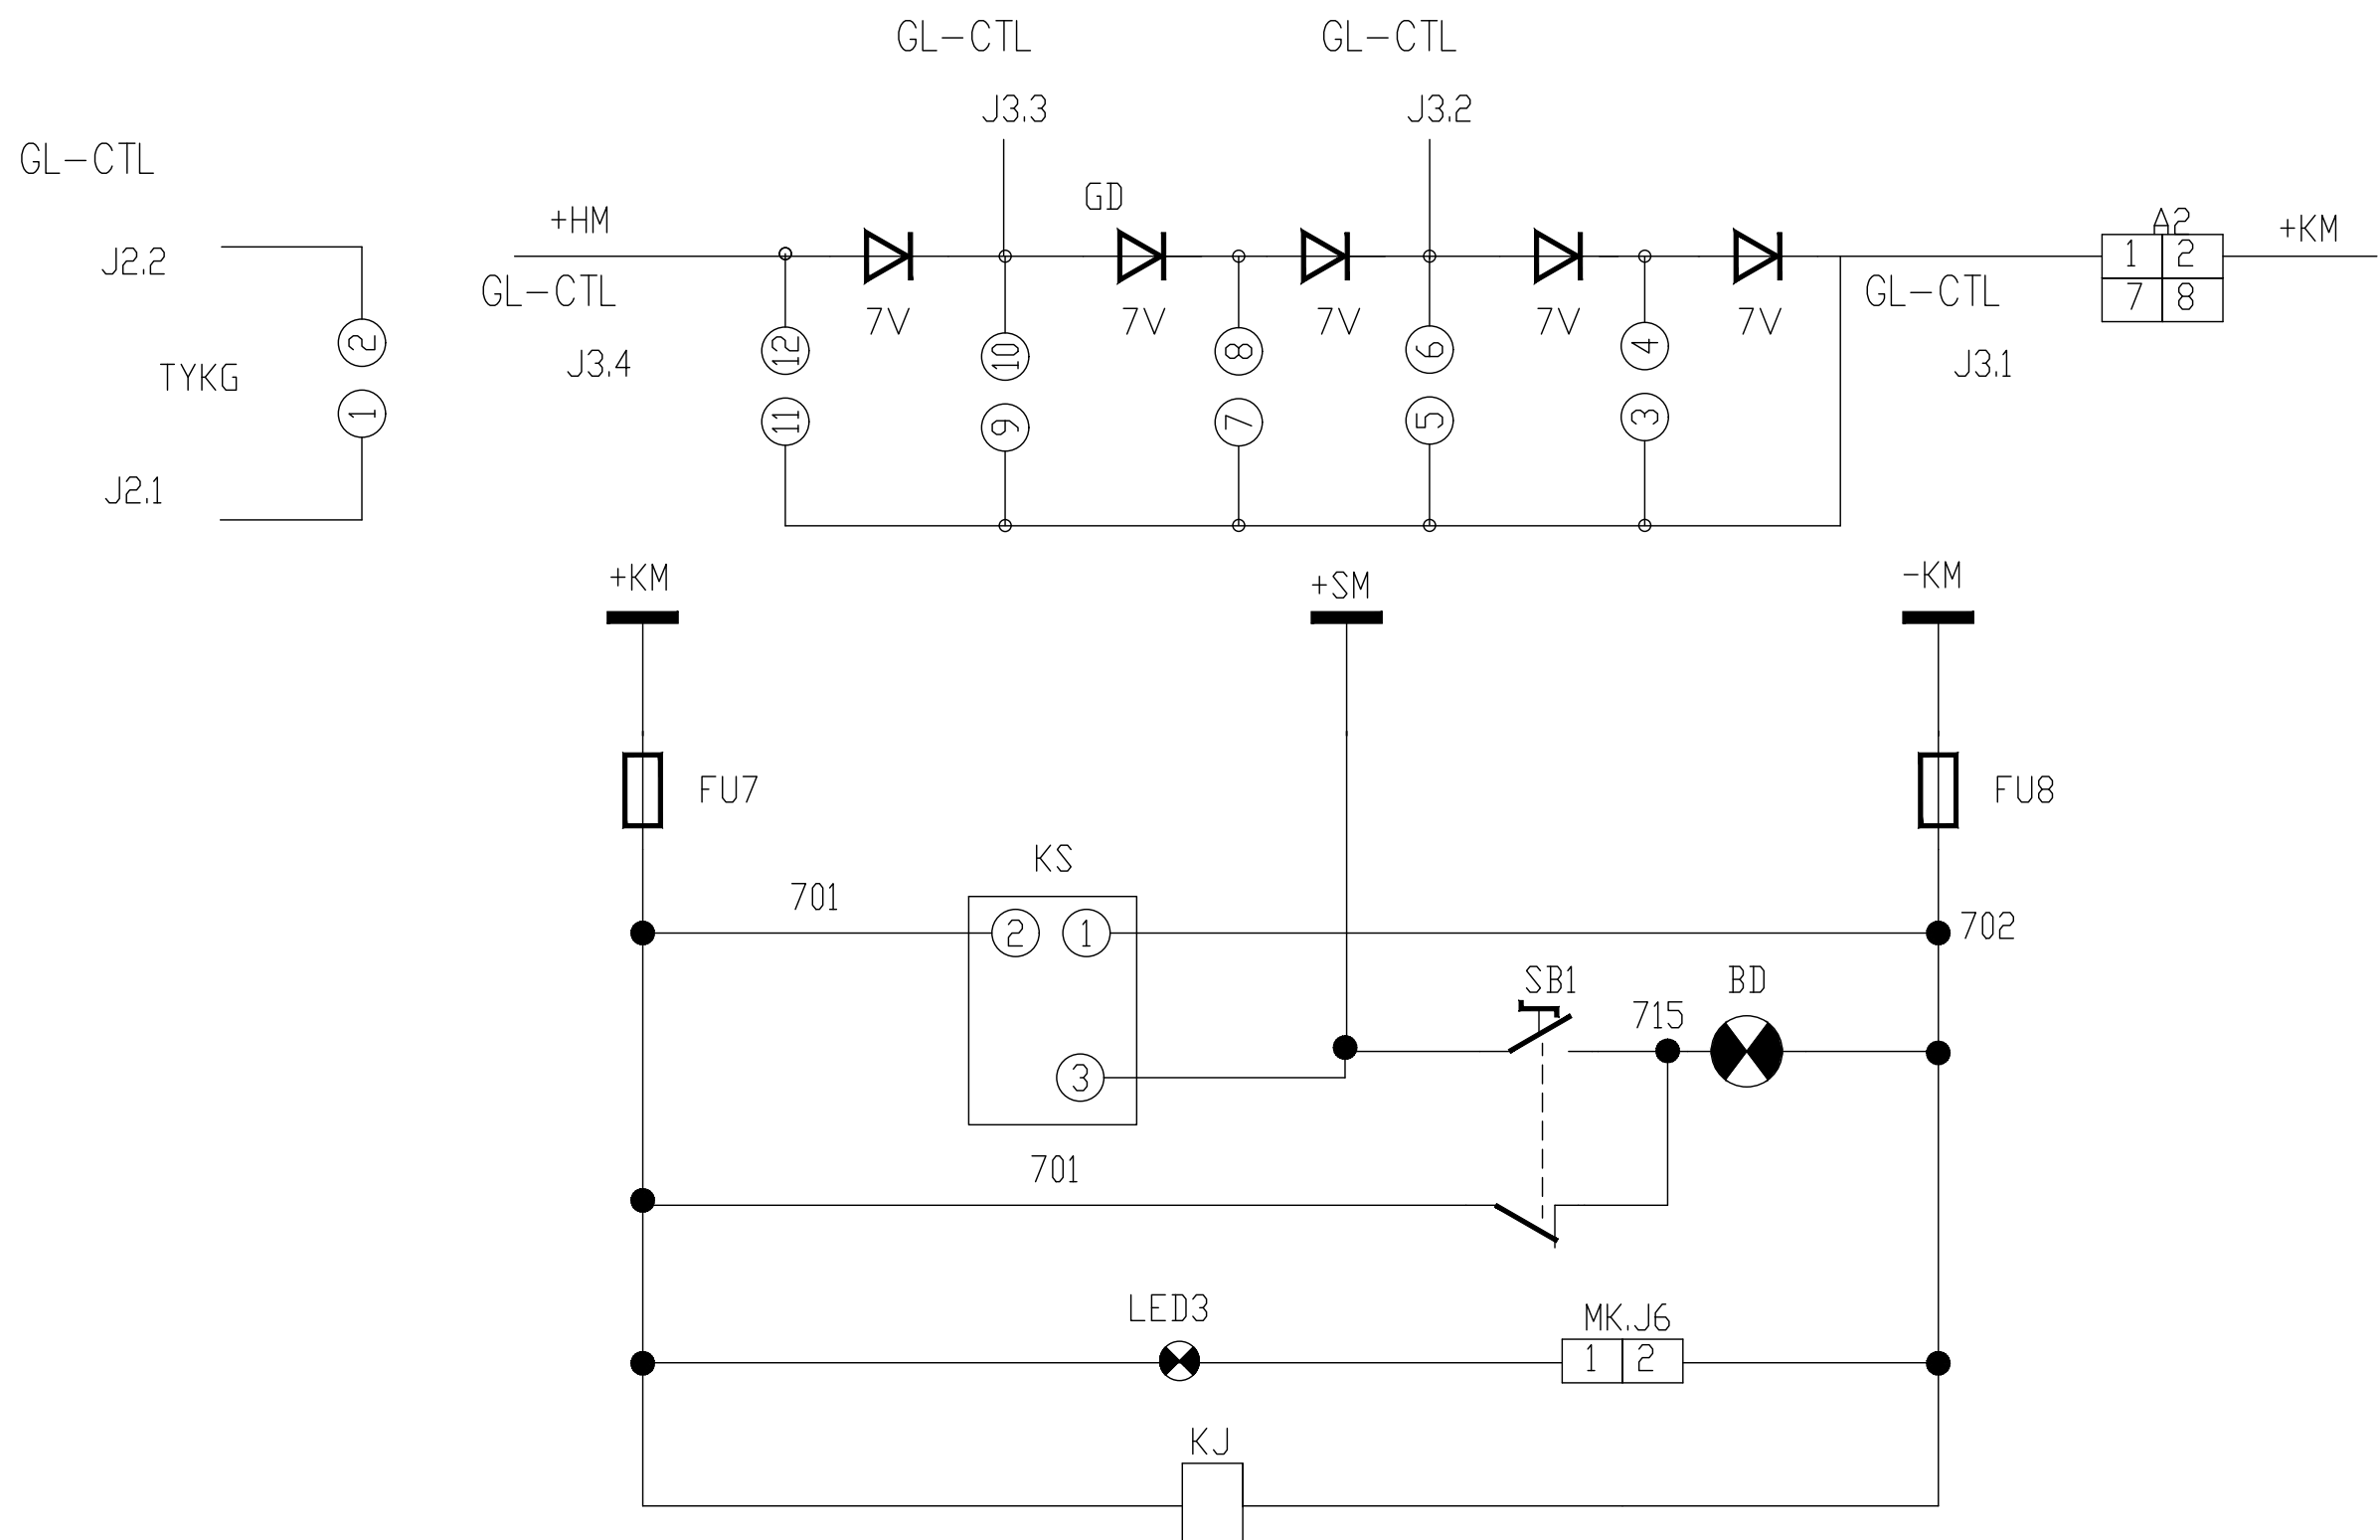 GL-CTL GL-CTL
J3.3 J3.2
GL-CTL
GD
+HM A2 +KM
J2.2 1 2
GL-CTL GL-CTL 7 8
7V 7V 7V 7V 7V
2 12 10 8 6 4
TYKG J3.4 J3.1
1 11 9 7 5 3
J2.1
+KM +SM -KM
FU7 FU8
KS
701 2 1 702
SB1 BD
715
3
701
LED3 MK.J6
1 2
KJ